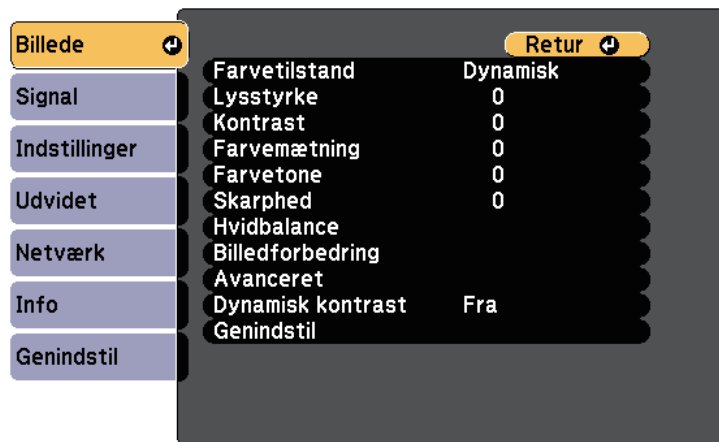 Billede
Signal
Indstillinger
Udvidet
Netværk
Info
Genindstil
Retur
Farvetilstand Dynamisk
Lysstyrke 0
Kontrast 0
Farvemætning 0
Farvetone 0
Skarphed 0
Hvidbalance
Billedforbedring
Avanceret
Dynamisk kontrast Fra
Genindstil